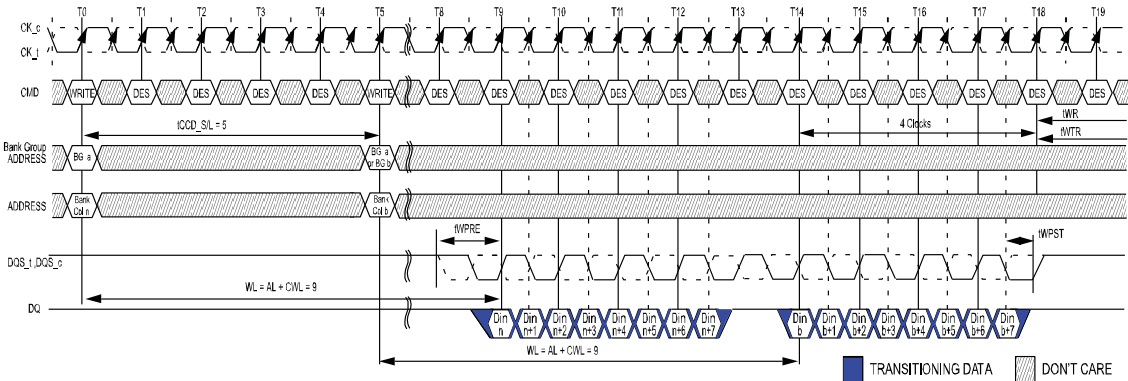 T0 T1 T2 T3 T4 T5 T8 T9 T10 T11 T12 T13 T14 T15 T16 T17 T18 T19
CK_c
CK_t
CMD WRITE DES DES DES DES WRITE DES DES DES DES DES DES DES DES DES DES DES DES
tCCD_S/L = 5
4 Clocks
tWR
tWTR
Bank Group
ADDRESS
BG a
BG a
or BG b
ADDRESS
Bank
Col n
Bank
Col b
tWPRE
tWPST
DQS_t ,DQS_c
WL = AL + CWL = 9
DQ
Din
n
Din
n+1
Din
n+2
Din
n+3
Din
n+4
Din
n+5
Din
n+6
Din
n+7
Din
b
Din
b+1
Din
b+2
Din
b+3
Din
b+4
Din
b+5
Din
b+6
Din
b+7
WL = AL + CWL = 9
TRANSITIONING DATA
DON'T CARE